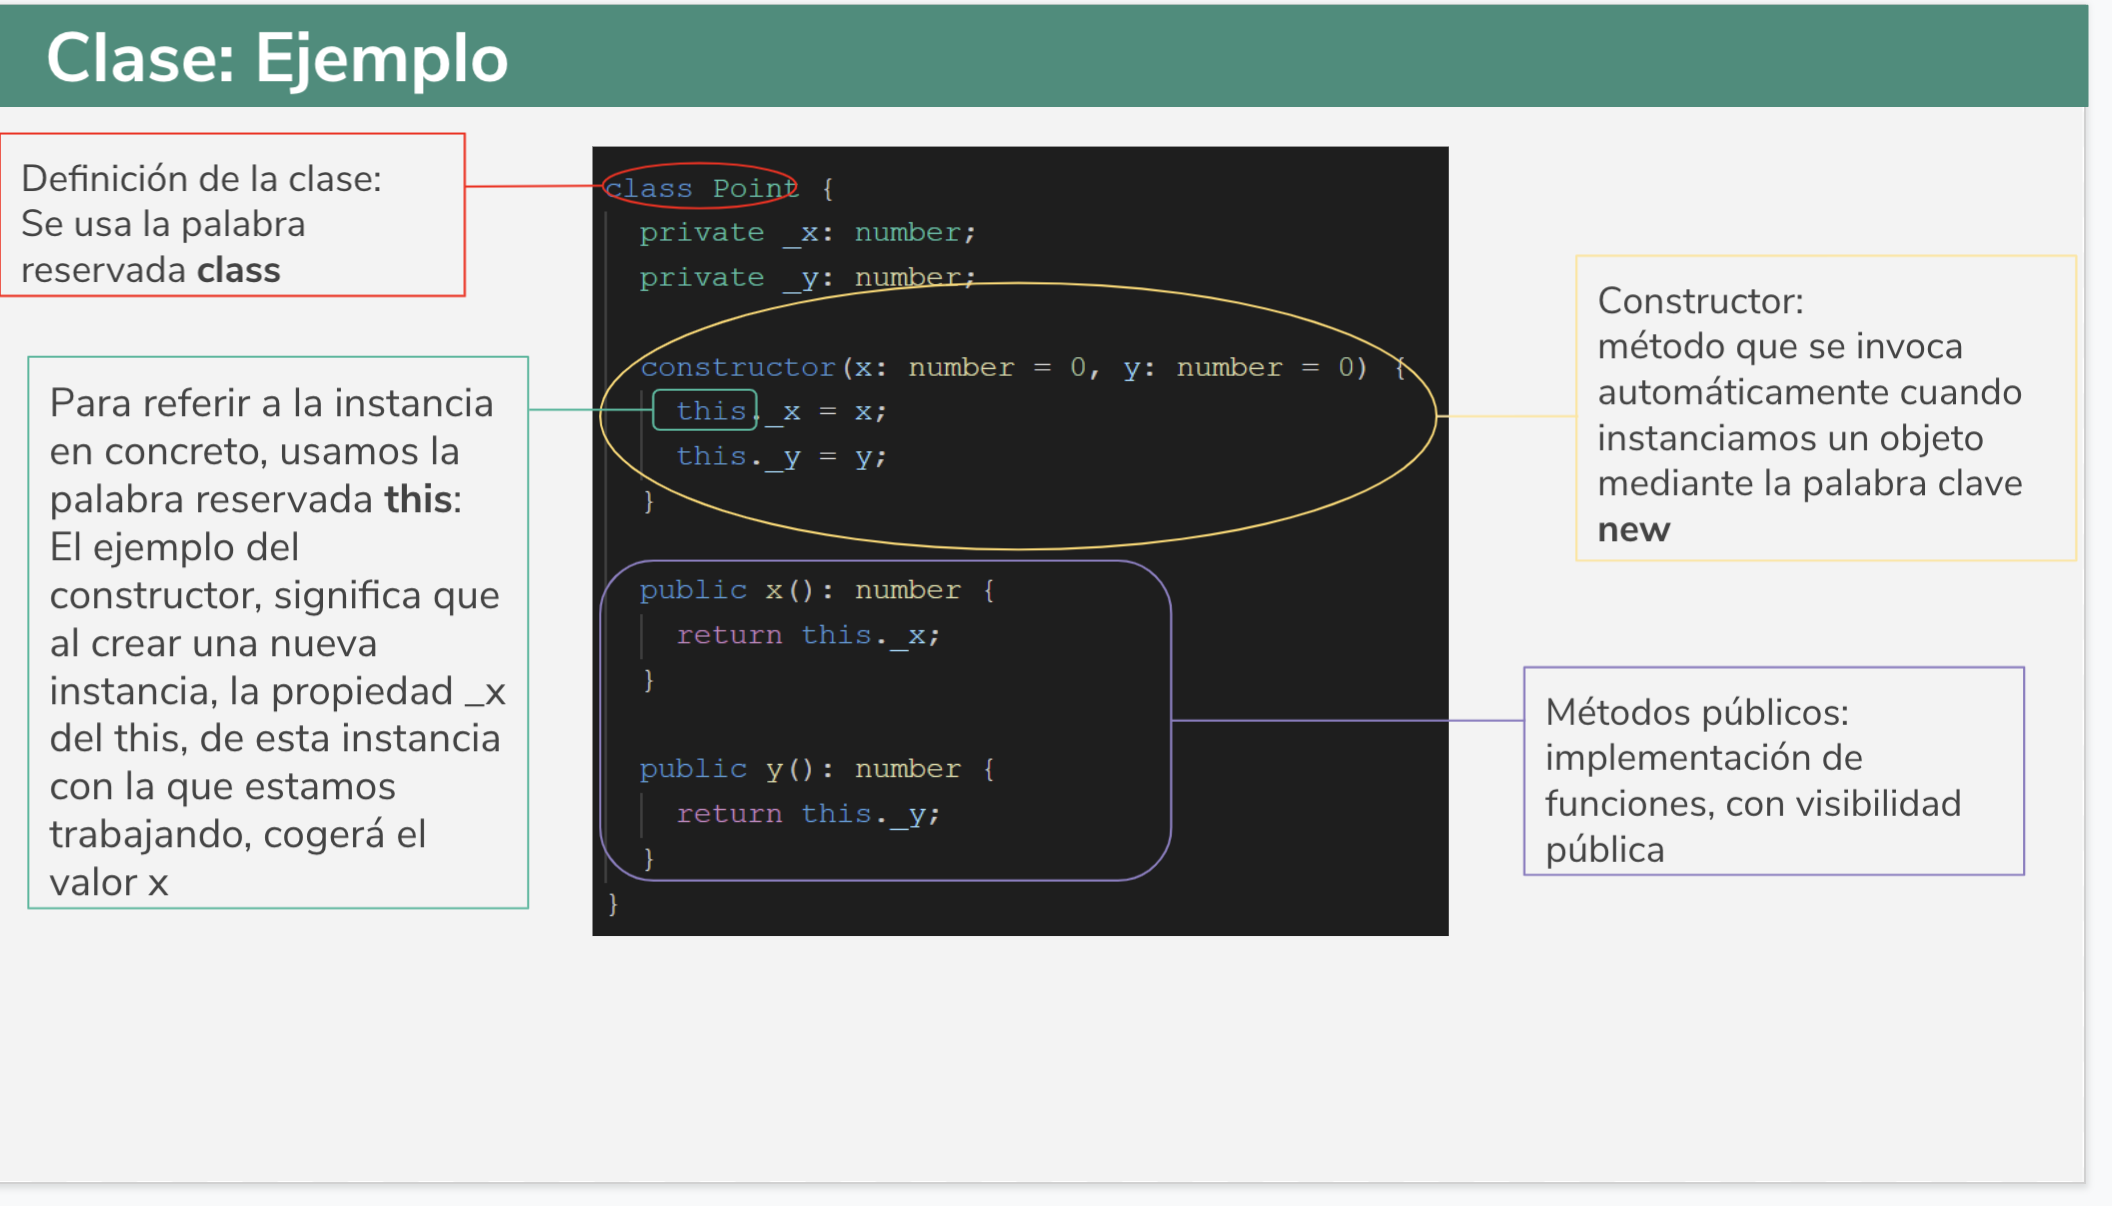 Clase: Ejemplo
Definición de la clase:
Se usa la palabra
reservada class
Para referir a la instancia
en concreto, usamos la
palabra reservada this:
El ejemplo del
constructor, significa que
al crear una nueva
instancia, la propiedad _x
del this, de esta instancia
con la que estamos
trabajando, cogerá el
valor x
class Point {
private _x: number;
private _y: number;
constructor(x: number = 0, y: number = 0) {
this._x = x;
this._y = y;
}
public x(): number {
return this._x;
}
public y(): number {
return this._y;
}
}
Constructor:
método que se invoca
automáticamente cuando
instanciamos un objeto
mediante la palabra clave
new
Métodos públicos:
implementación de
funciones, con visibilidad
pública